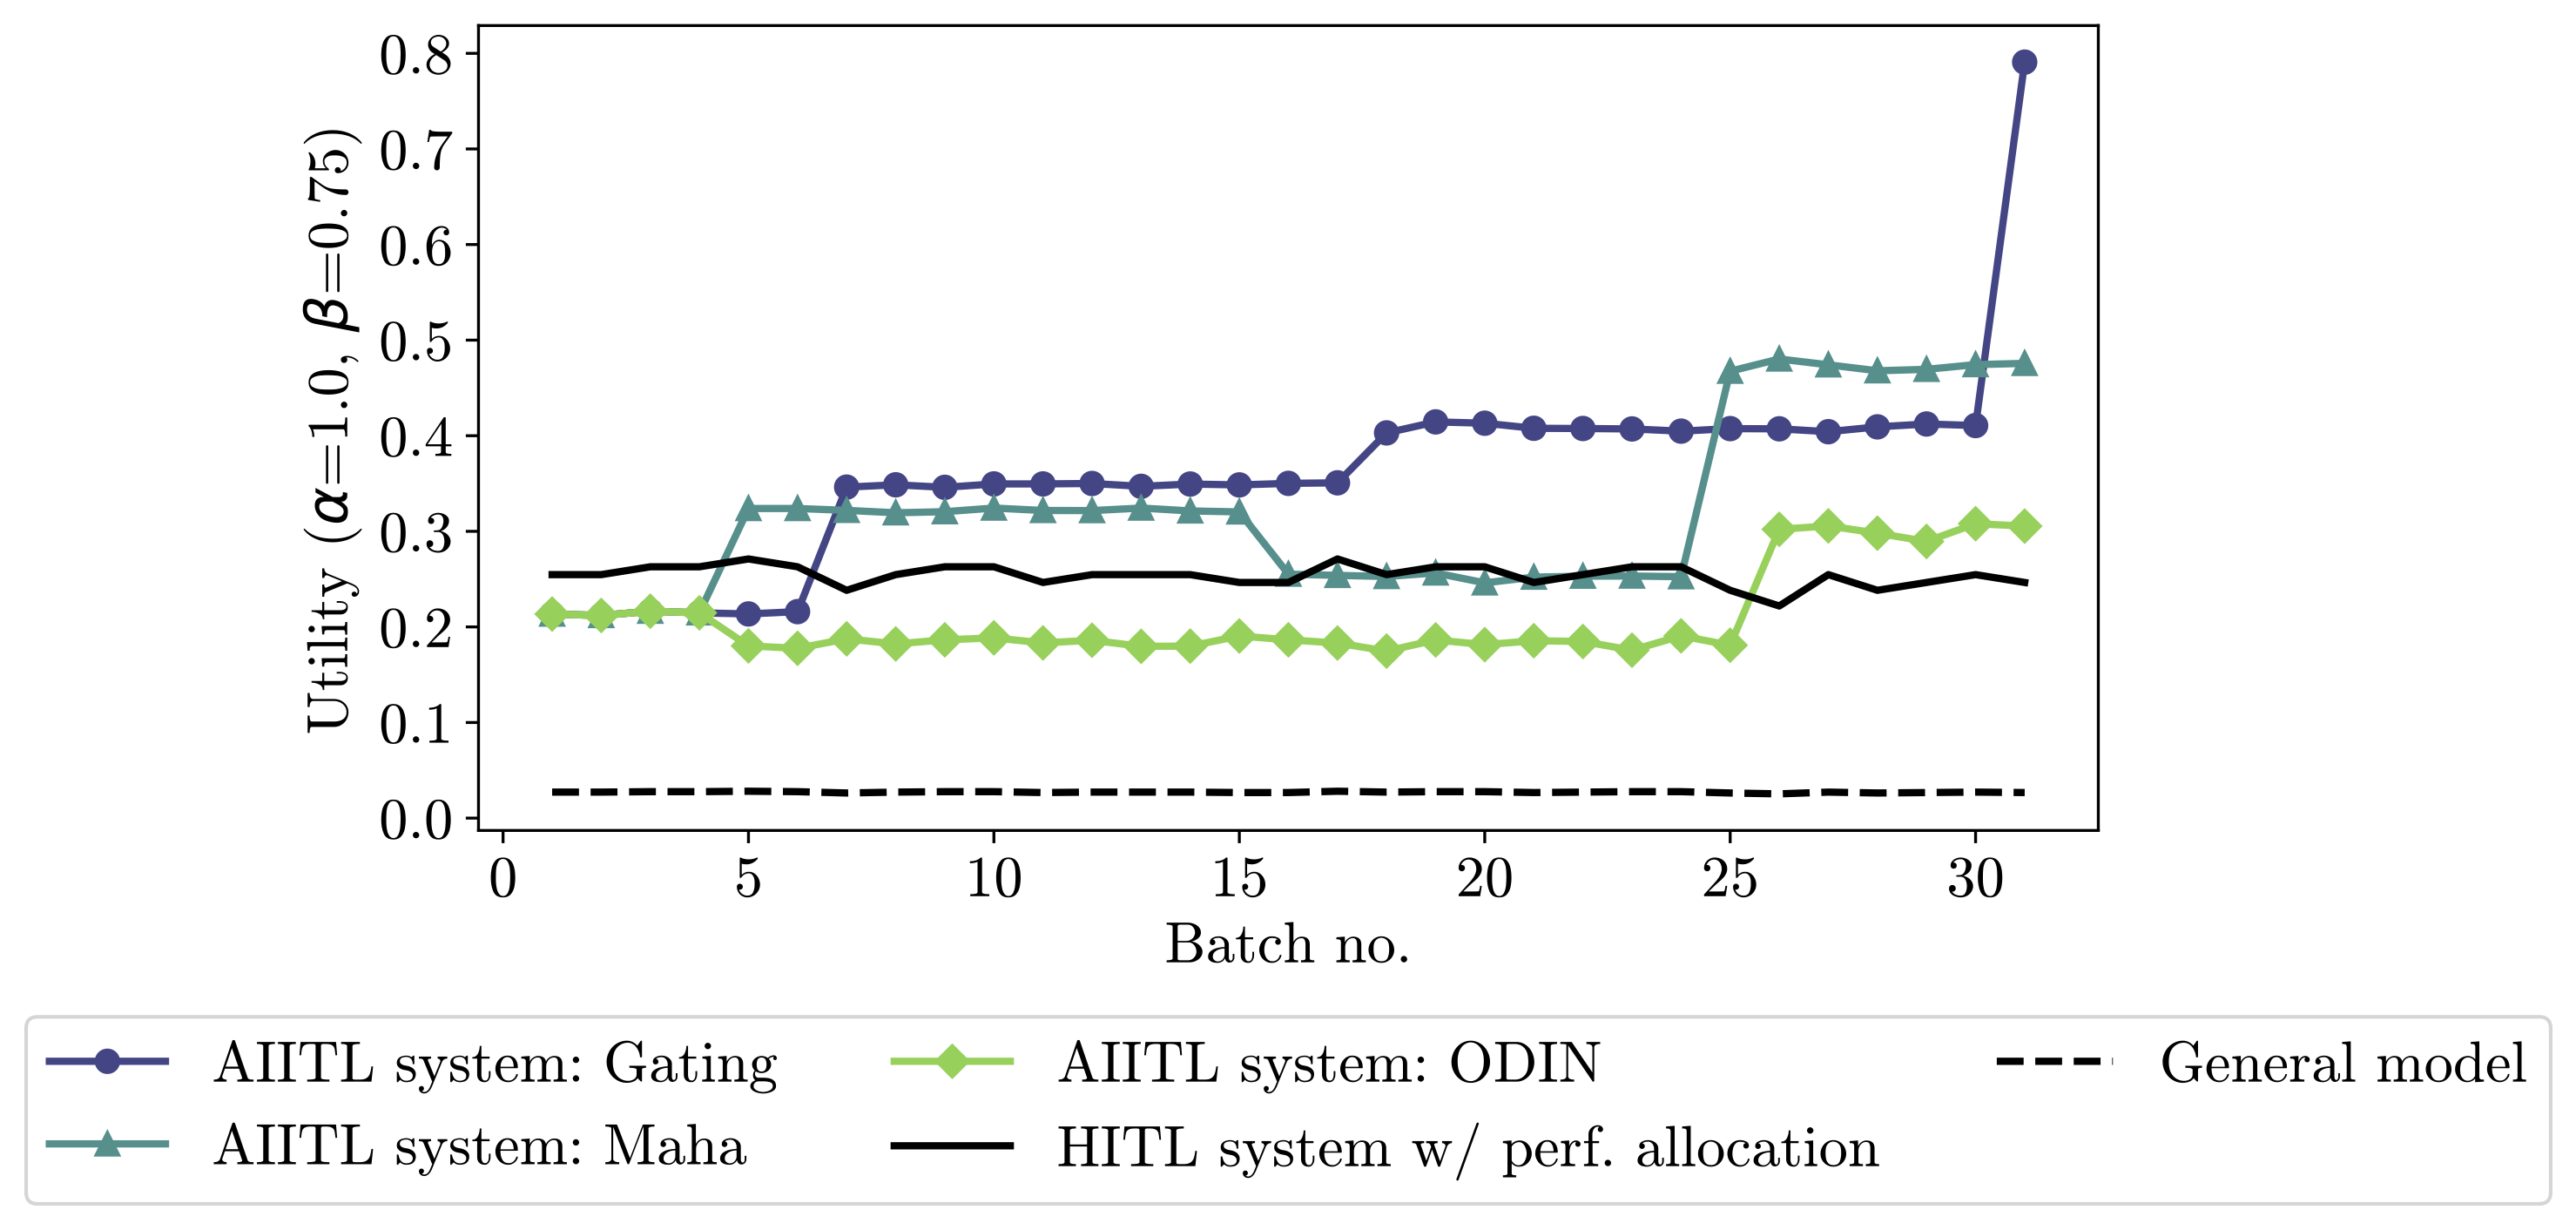 0.8
0.7
0.6
0.5
0.4
0.3
0.2
0.1
0.0
Utility (α=1.0, β=0.75)
0 5 10 15 20 25 30
Batch no.
AIITL system: Gating
AIITL system: Maha
AIITL system: ODIN
HITL system w/ perf. allocation
General model